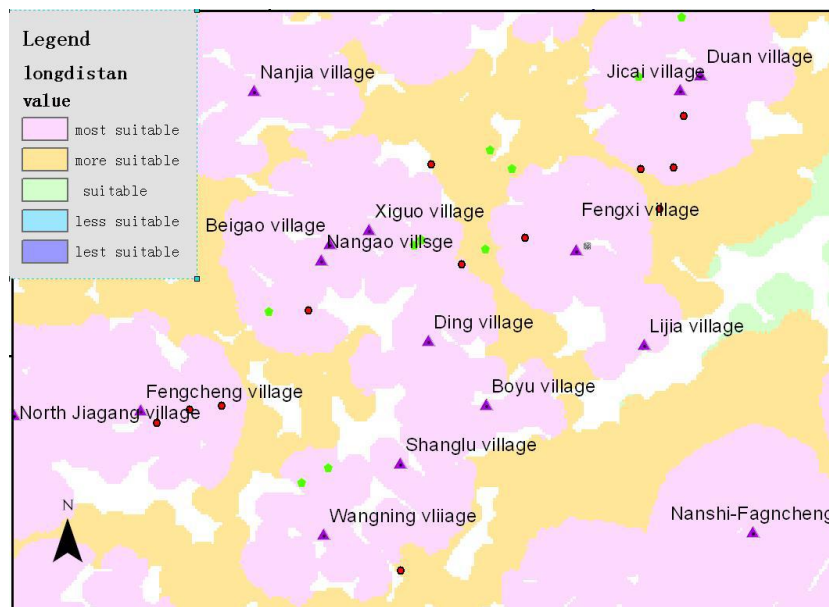 Legend
longdistan
value
most suitable
more suitable
suitable
less suitable
lest suitable
Duan village
Jicai village
Nanjia village
Xiguo village
Fengxi village
Beigao village
Nangao villsge
Ding village
Lijia village
Boyu village
Fengcheng village
North Jiagang village
Shanglu village
Wangning vliiage
Nanshi-Fagncheng
N